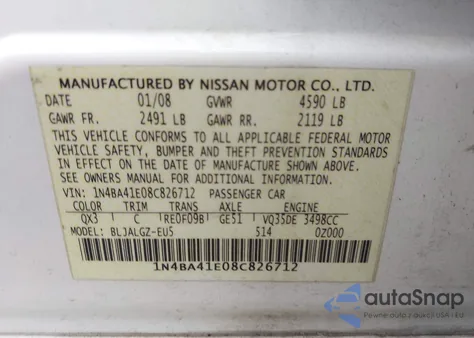 MANUFACTURED BY NISSAN MOTOR CO., LTD.
DATE 01/08 GVWR 4590 LB
GAWR FR. 2491 LB GAWR RR. 2119 LB
THIS VEHICLE CONFORMS TO ALL APPLICABLE FEDERAL MOTOR
VEHICLE SAFETY, BUMPER AND THEFT PREVENTION STANDARDS
IN EFFECT ON THE DATE OF MANUFACTURE SHOWN ABOVE.
SEE OWNERS MANUAL FOR ADDITIONAL INFORMATION.
VIN: 1N4BA41E08C826712 PASSENGER CAR
COLOR TRIM TRANS AXLE ENGINE
QX3 C RE0F09B GE51 VQ35DE 3498CC
MODEL: BLJALGZ-EU5 514 0Z000
1N4BA41E08C826712
autoSnap